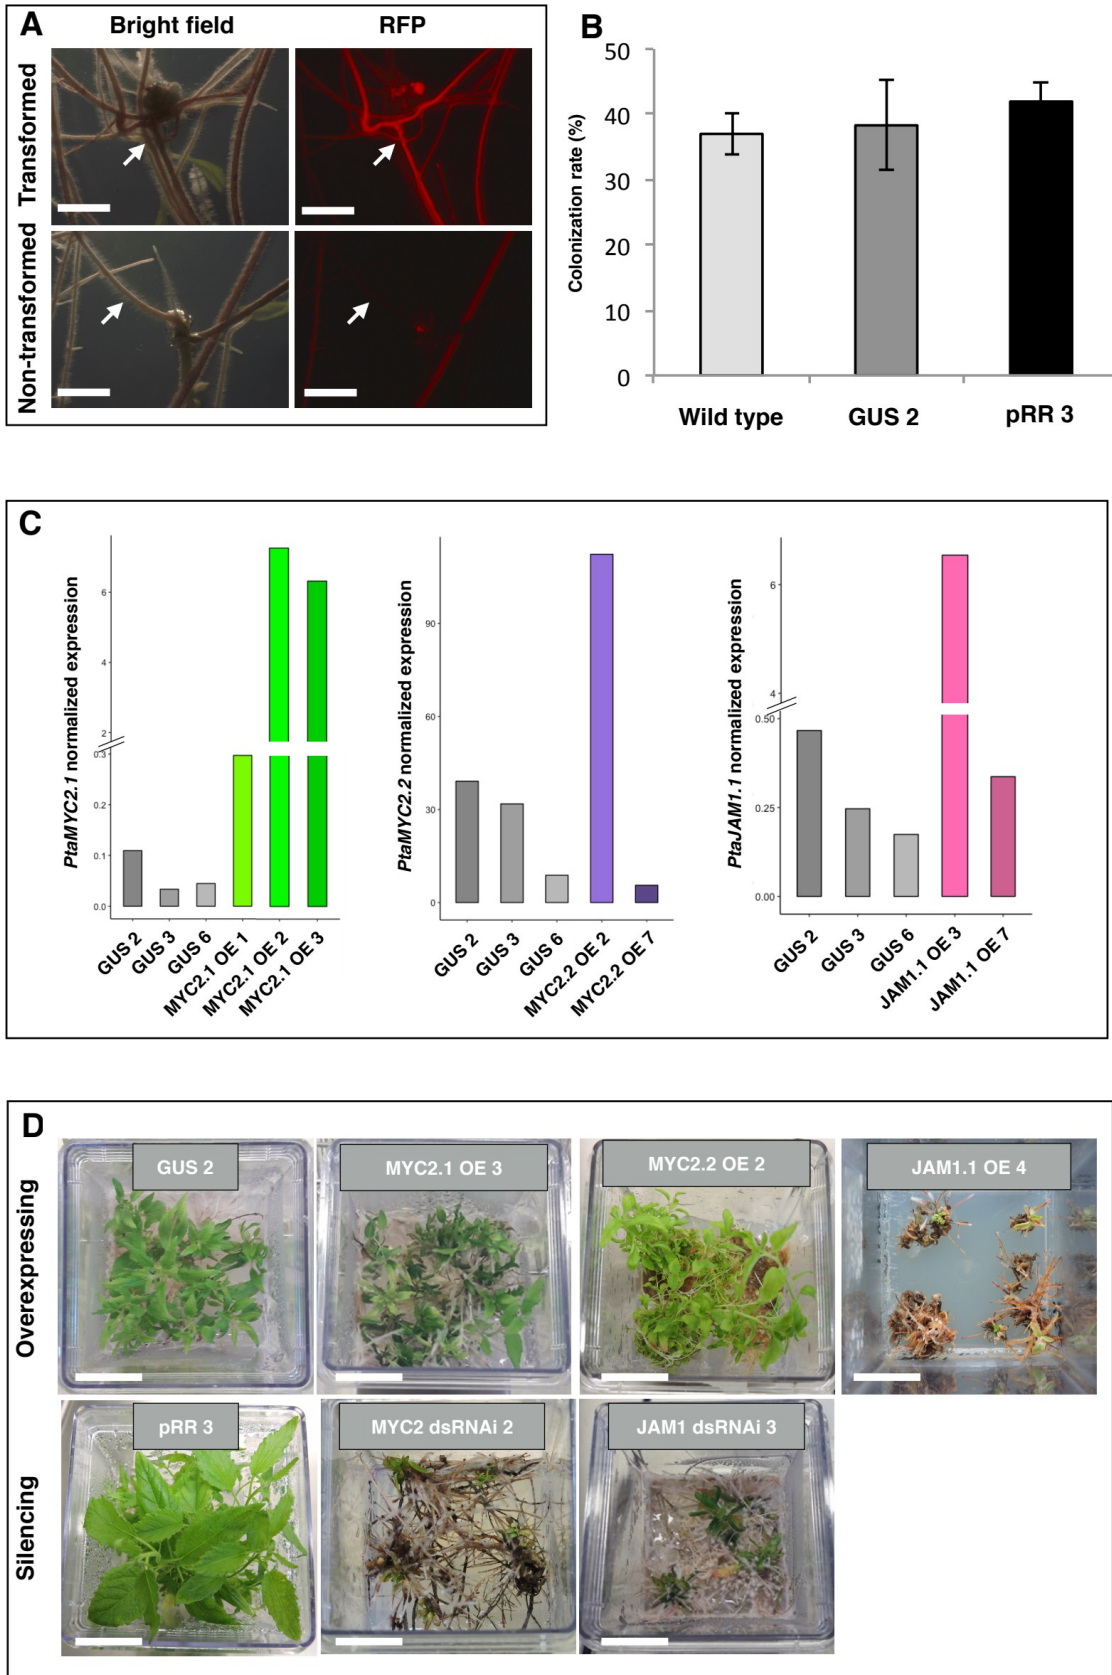 A
Bright field
RFP
Transformed
Non-transformed
B
Colonization rate (%)
50
40
30
20
10
0
Wild type
GUS 2
pRR 3
C
PtaMYC2.1 normalized expression
6
4
2
0.3
0.2
0.1
0.0
GUS 2
GUS 3
GUS 6
MYC2.1 OE 1
MYC2.1 OE 2
MYC2.1 OE 3
PtaMYC2.2 normalized expression
90
60
30
0
GUS 2
GUS 3
GUS 6
MYC2.2 OE 2
MYC2.2 OE 7
PtaJAM1.1 normalized expression
6
4
0.50
0.25
0.00
GUS 2
GUS 3
GUS 6
JAM1.1 OE 3
JAM1.1 OE 7
D
Overexpressing
GUS 2
MYC2.1 OE 3
MYC2.2 OE 2
JAM1.1 OE 4
Silencing
pRR 3
MYC2 dsRNAi 2
JAM1 dsRNAi 3